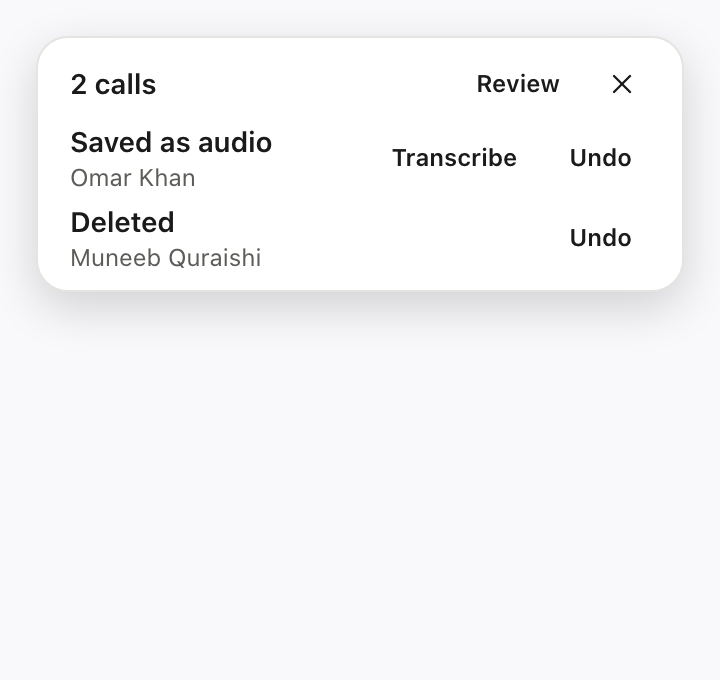 2 calls Review
Saved as audio
Omar Khan
Transcribe Undo
Deleted
Muneeb Quraishi
Undo